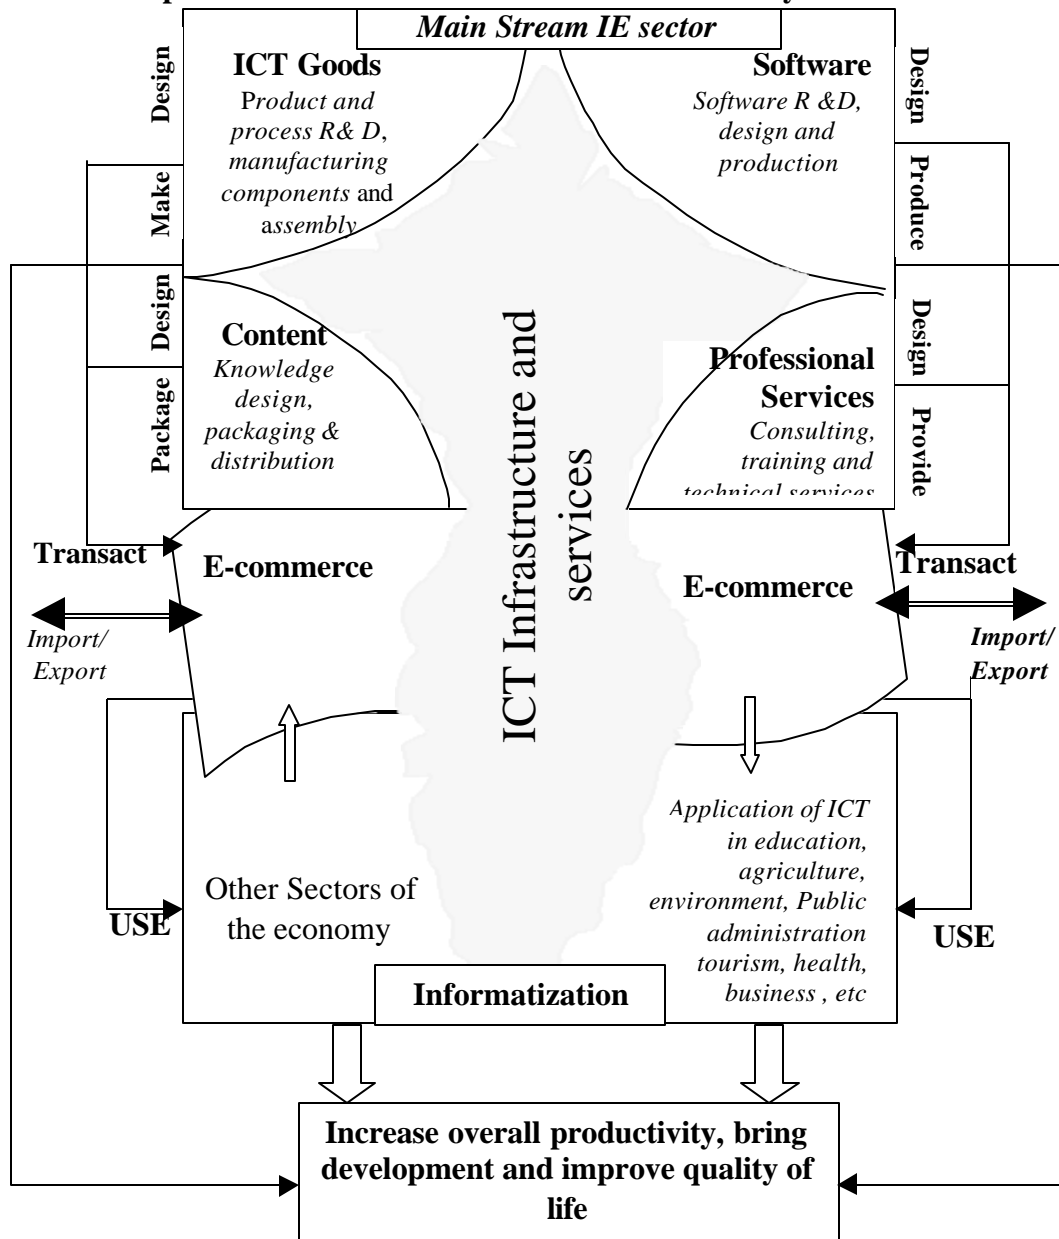 Main Stream IE sector
Design
ICT Goods
Product and
process R& D,
manufacturing
components and
assembly
Make
Software
Software R &D,
design and
production
Design
Produce
Design
Content
Knowledge
design,
packaging &
distribution
Package
ICT Infrastructure and
services
Professional
Services
Consulting,
training and
technical services
Design
Provide
Transact
E-commerce
Import/
Export
E-commerce
Transact
Import/
Export
USE
Other Sectors of
the economy
Application of ICT
in education,
agriculture,
environment, Public
administration
tourism, health,
business , etc
USE
Informatization
Increase overall productivity, bring
development and improve quality of
life